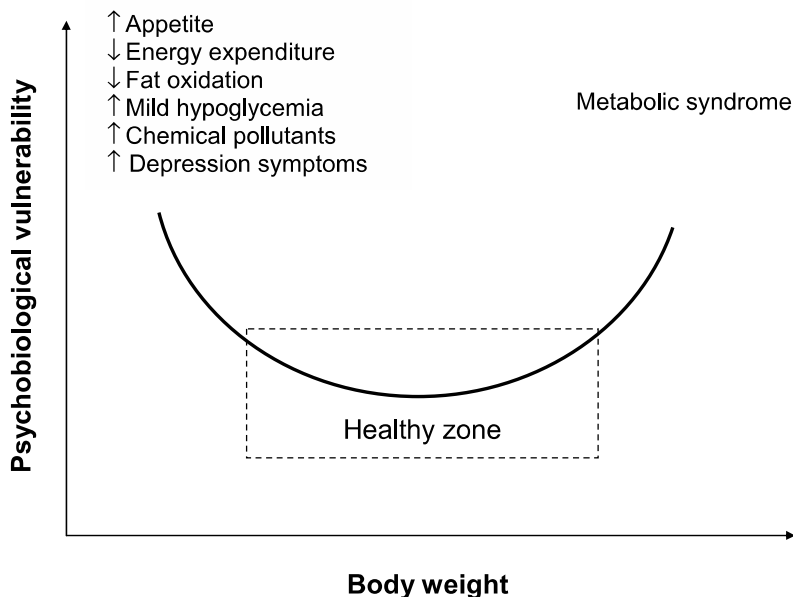 ↑ Appetite
↓ Energy expenditure
↓ Fat oxidation
↑ Mild hypoglycemia
↑ Chemical pollutants
↑ Depression symptoms
Metabolic syndrome
Psychobiological vulnerability
Healthy zone
Body weight